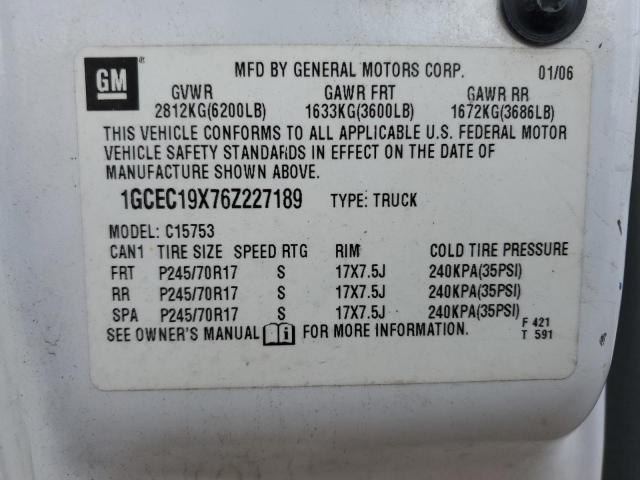 GM ®
MFD BY GENERAL MOTORS CORP. 01/06
GVWR GAWR FRT GAWR RR
2812KG(6200LB) 1633KG(3600LB) 1672KG(3686LB)
THIS VEHICLE CONFORMS TO ALL APPLICABLE U.S. FEDERAL MOTOR
VEHICLE SAFETY STANDARDS IN EFFECT ON THE DATE OF
MANUFACTURE SHOWN ABOVE.
1GCEC19X76Z227189 TYPE: TRUCK
MODEL: C15753
CAN1 TIRE SIZE SPEED RTG RIM COLD TIRE PRESSURE
FRT P245/70R17 S 17X7.5J 240KPA(35PSI)
RR P245/70R17 S 17X7.5J 240KPA(35PSI)
SPA P245/70R17 S 17X7.5J 240KPA(35PSI)
SEE OWNER'S MANUAL i FOR MORE INFORMATION.
F 421
T 591